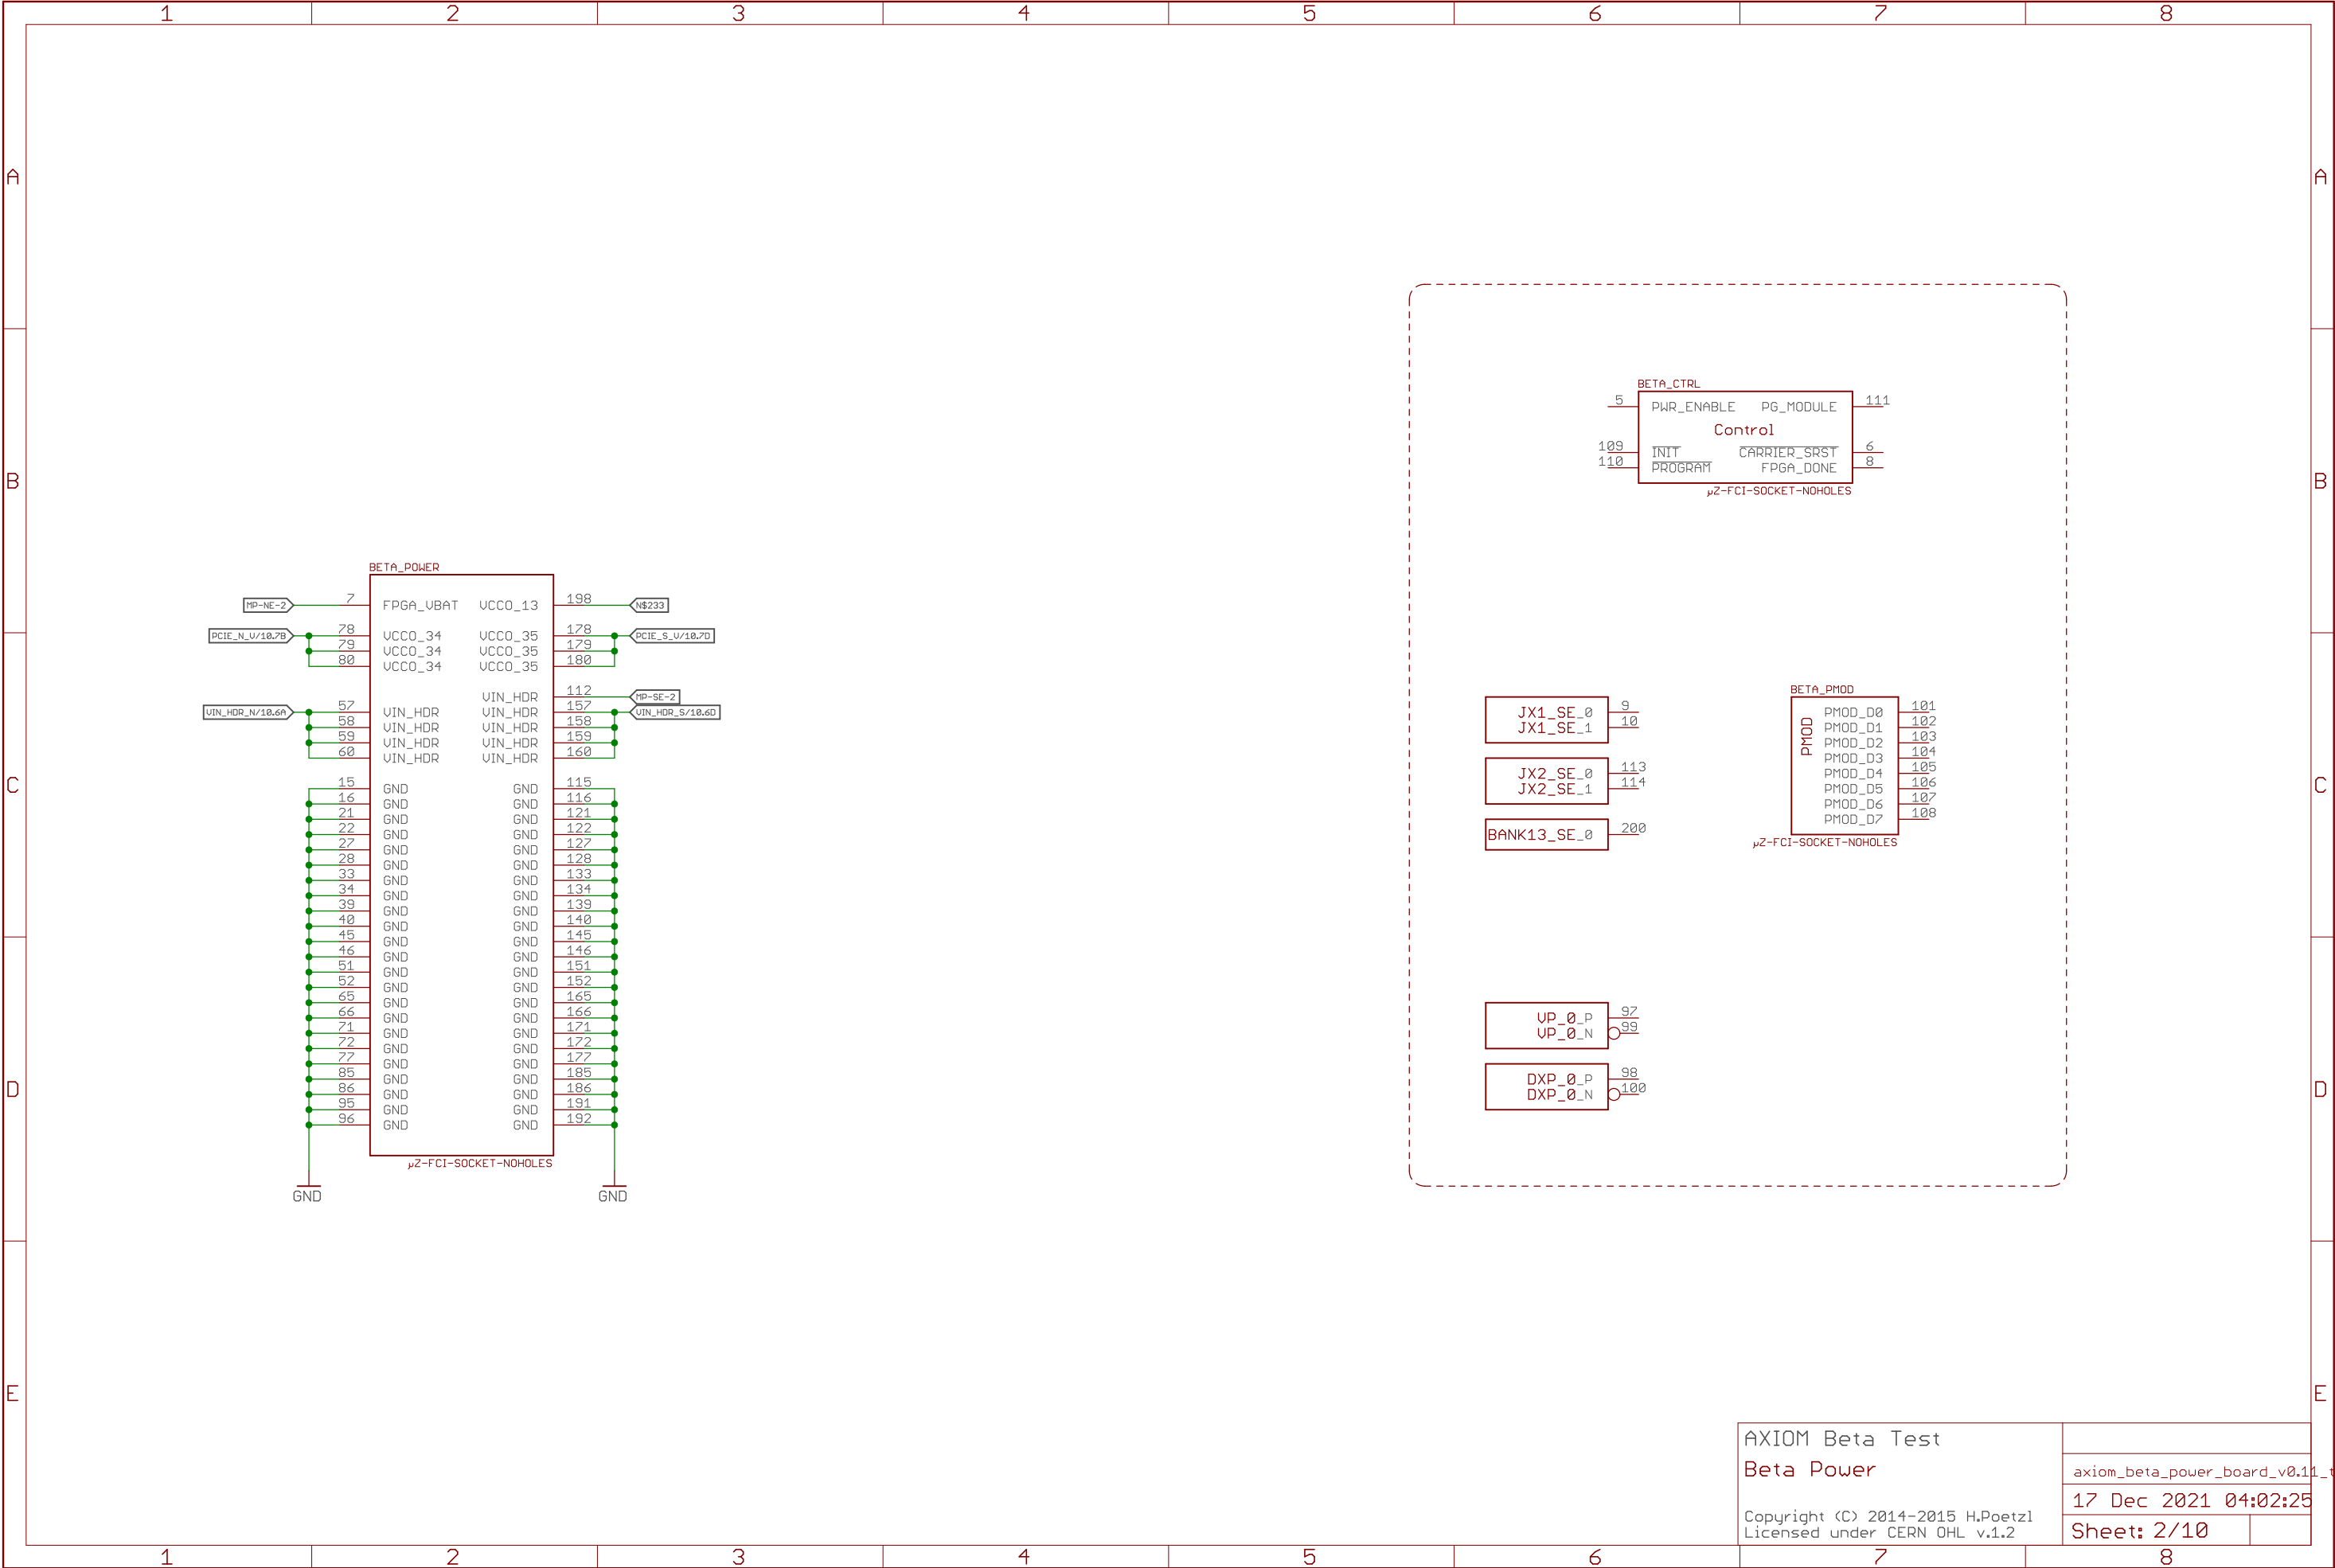 1 2 3 4 5 6 7 8
A A
B B
C C
D D
E E
BETA_POWER
MP-NE-2 7 FPGA_VBAT VCCO_13 198 N$233
PCIE_N_V/10.7B 78 VCCO_34 VCCO_35 178 PCIE_S_V/10.7D
79 VCCO_34 VCCO_35 179
80 VCCO_34 VCCO_35 180
VIN_HDR 112 MP-SE-2
VIN_HDR_N/10.6A 57 VIN_HDR VIN_HDR 157 VIN_HDR_S/10.6D
58 VIN_HDR VIN_HDR 158
59 VIN_HDR VIN_HDR 159
60 VIN_HDR VIN_HDR 160
15 GND GND 115
16 GND GND 116
21 GND GND 121
22 GND GND 122
27 GND GND 127
28 GND GND 128
33 GND GND 133
34 GND GND 134
39 GND GND 139
40 GND GND 140
45 GND GND 145
46 GND GND 146
51 GND GND 151
52 GND GND 152
65 GND GND 165
66 GND GND 166
71 GND GND 171
72 GND GND 172
77 GND GND 177
85 GND GND 185
86 GND GND 186
95 GND GND 191
96 GND GND 192
µZ-FCI-SOCKET-NOHOLES
GND GND
BETA_CTRL
5 PWR_ENABLE PG_MODULE 111
Control
109 INIT CARRIER_SRST 6
110 PROGRAM FPGA_DONE 8
µZ-FCI-SOCKET-NOHOLES
JX1_SE_0 9
JX1_SE_1 10
JX2_SE_0 113
JX2_SE_1 114
BANK13_SE_0 200
BETA_PMOD
PMOD
PMOD_D0 101
PMOD_D1 102
PMOD_D2 103
PMOD_D3 104
PMOD_D4 105
PMOD_D5 106
PMOD_D6 107
PMOD_D7 108
µZ-FCI-SOCKET-NOHOLES
VP_0_P 97
VP_0_N 99
DXP_0_P 98
DXP_0_N 100
AXIOM Beta Test
Beta Power
Copyright (C) 2014-2015 H.Poetzl
Licensed under CERN OHL v.1.2
axiom_beta_power_board_v0.11_t
17 Dec 2021 04:02:25
Sheet: 2/10
1 2 3 4 5 6 7 8